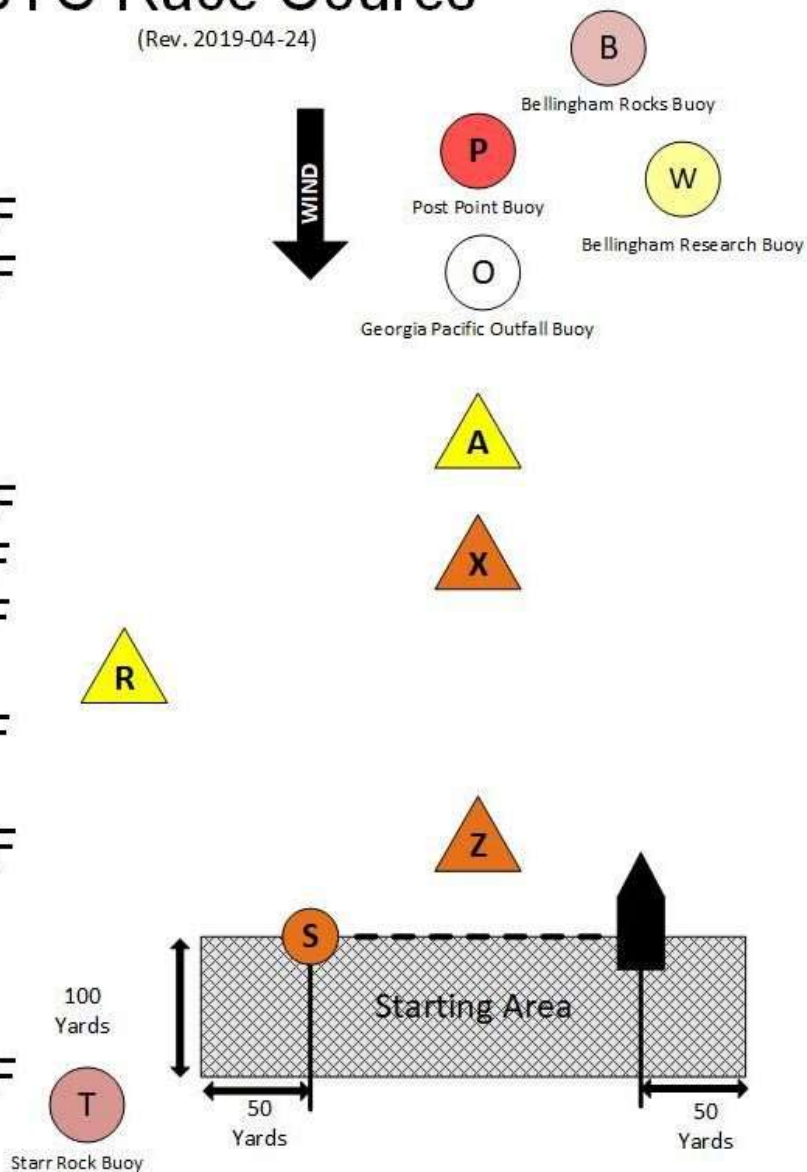 Race
(Rev. 2019-04-24)
B
Bellingham Rocks Buoy
WIND
P
Post Point Buoy
W
Bellingham Research Buoy
O
Georgia Pacific Outfall Buoy
A
X
R
Z
S
Starting Area
100
Yards
50
Yards
50
Yards
T
Starr Rock Buoy